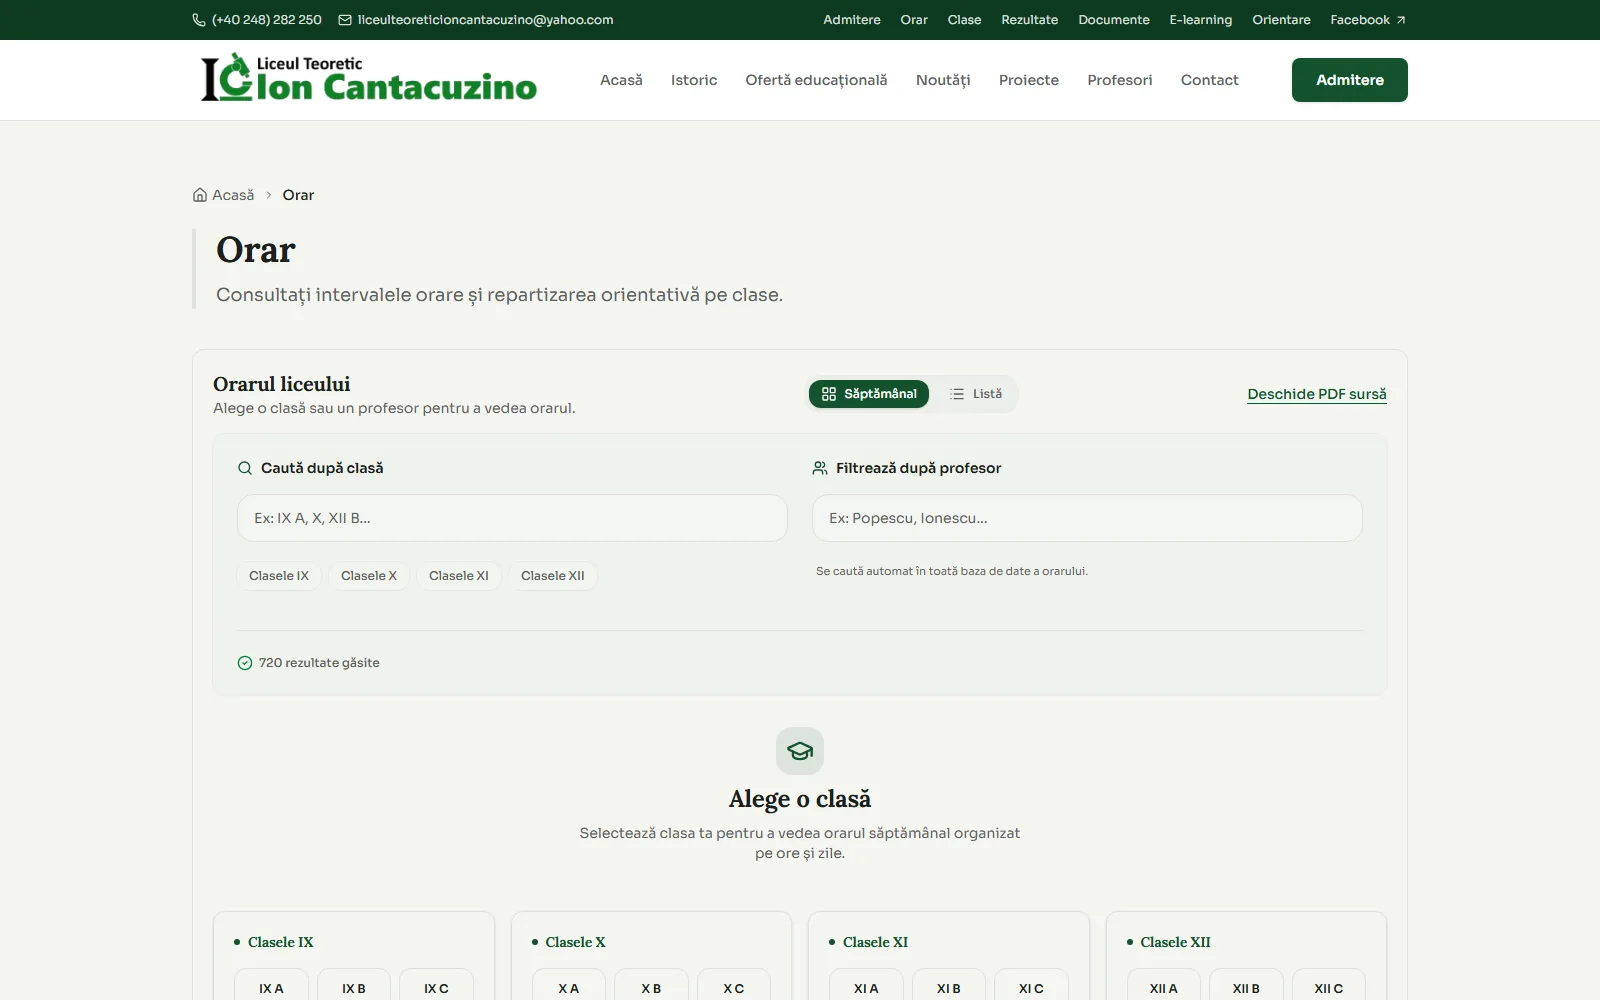 (+40 248) 282 250 liceulteoreticioncantacuzino@yahoo.com Admitere Orar Clase Rezultate Documente E-learning Orientare Facebook
Liceul Teoretic
Ion Cantacuzino
Acasă Istoric Ofertă educațională Noutăți Proiecte Profesori Contact Admitere
Acasă > Orar
Orar
Consultați intervalele orare și repartizarea orientativă pe clase.
Orarul liceului
Alege o clasă sau un profesor pentru a vedea orarul.
Săptămânal Listă
Deschide PDF sursă
Caută după clasă
Ex: IX A, X, XII B...
Clasele IX Clasele X Clasele XI Clasele XII
Filtrează după profesor
Ex: Popescu, Ionescu...
Se caută automat în toată baza de date a orarului.
720 rezultate găsite
Alege o clasă
Selectează clasa ta pentru a vedea orarul săptămânal organizat
pe ore și zile.
Clasele IX
IX A IX B IX C
Clasele X
X A X B X C
Clasele XI
XI A XI B XI C
Clasele XII
XII A XII B XII C